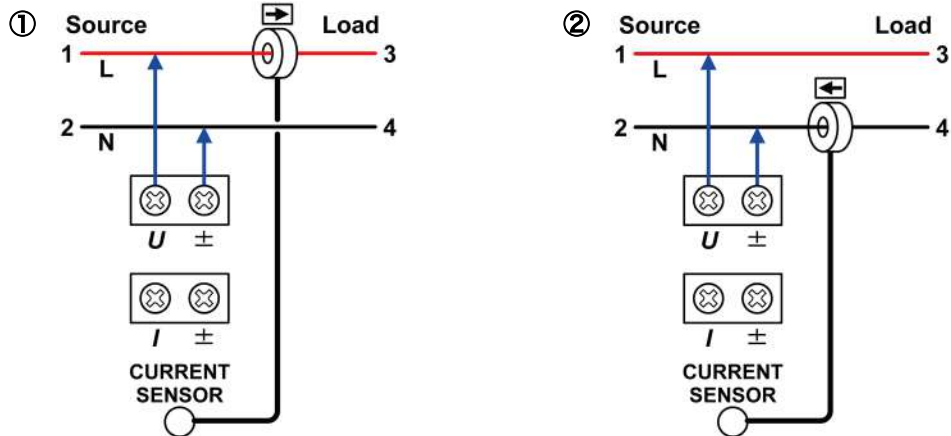 ① Source Load
1 3
L
2 4
N
U ±
I ±
CURRENT
SENSOR
② Source Load
1 3
L
2 4
N
U ±
I ±
CURRENT
SENSOR